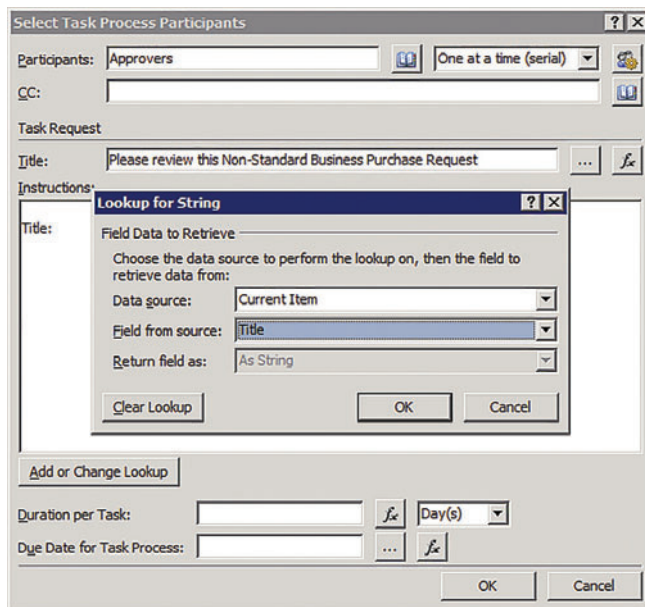 Select Task Process Participants
Participants: Approvers One at a time (serial)
CC:
Task Request
Title: Please review this Non-Standard Business Purchase Request ... fx
Instructions:
Title:
Lookup for String
Field Data to Retrieve
Choose the data source to perform the lookup on, then the field to
retrieve data from:
Data source: Current Item
Field from source: Title
Return field as: As String
Clear Lookup OK Cancel
Add or Change Lookup
Duration per Task: fx Day(s)
Due Date for Task Process: ... fx
OK Cancel